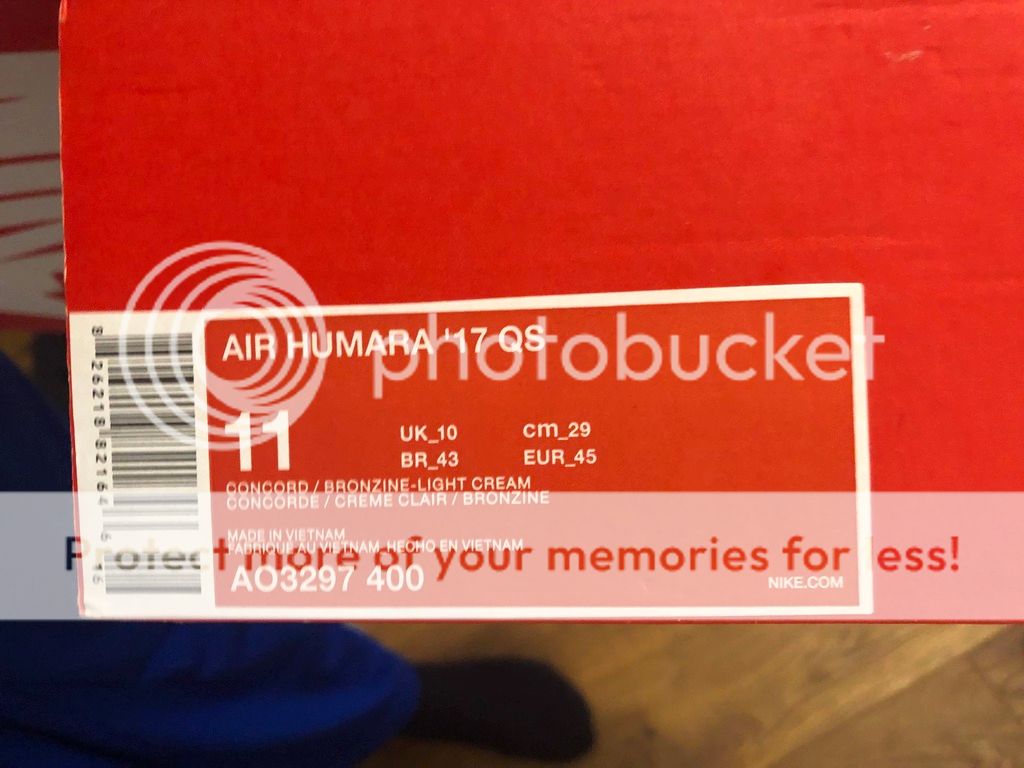 AIR HUMARA '17 QS
11
UK_10 cm_29
BR_43 EUR_45
CONCORD / BRONZINE-LIGHT CREAM
CONCORDE / CREME CLAIR / BRONZINE
MADE IN VIETNAM
FABRIQUE AU VIETNAM, HECHO EN VIETNAM
AO3297 400
NIKE.COM
photobucket
Protect more of your memories for less!